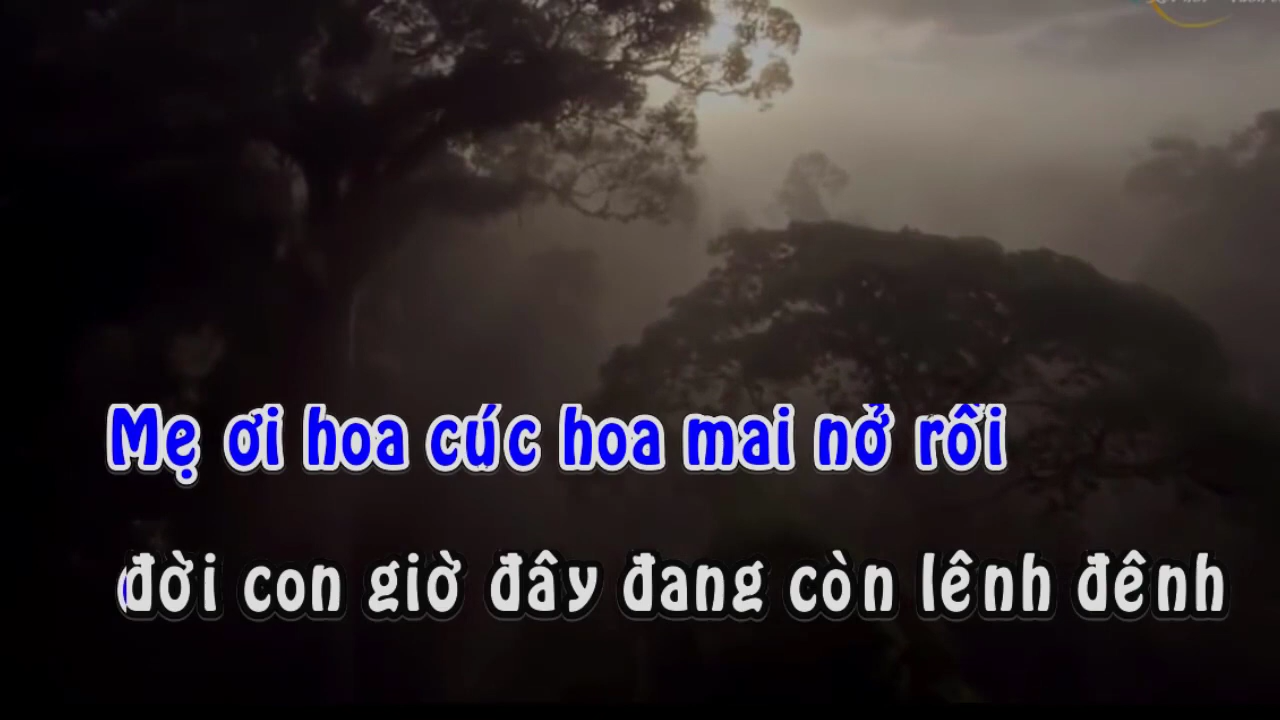 Mẹ ơi hoa cúc hoa mai nở rồi
đời con giờ đây đang còn lênh đênh